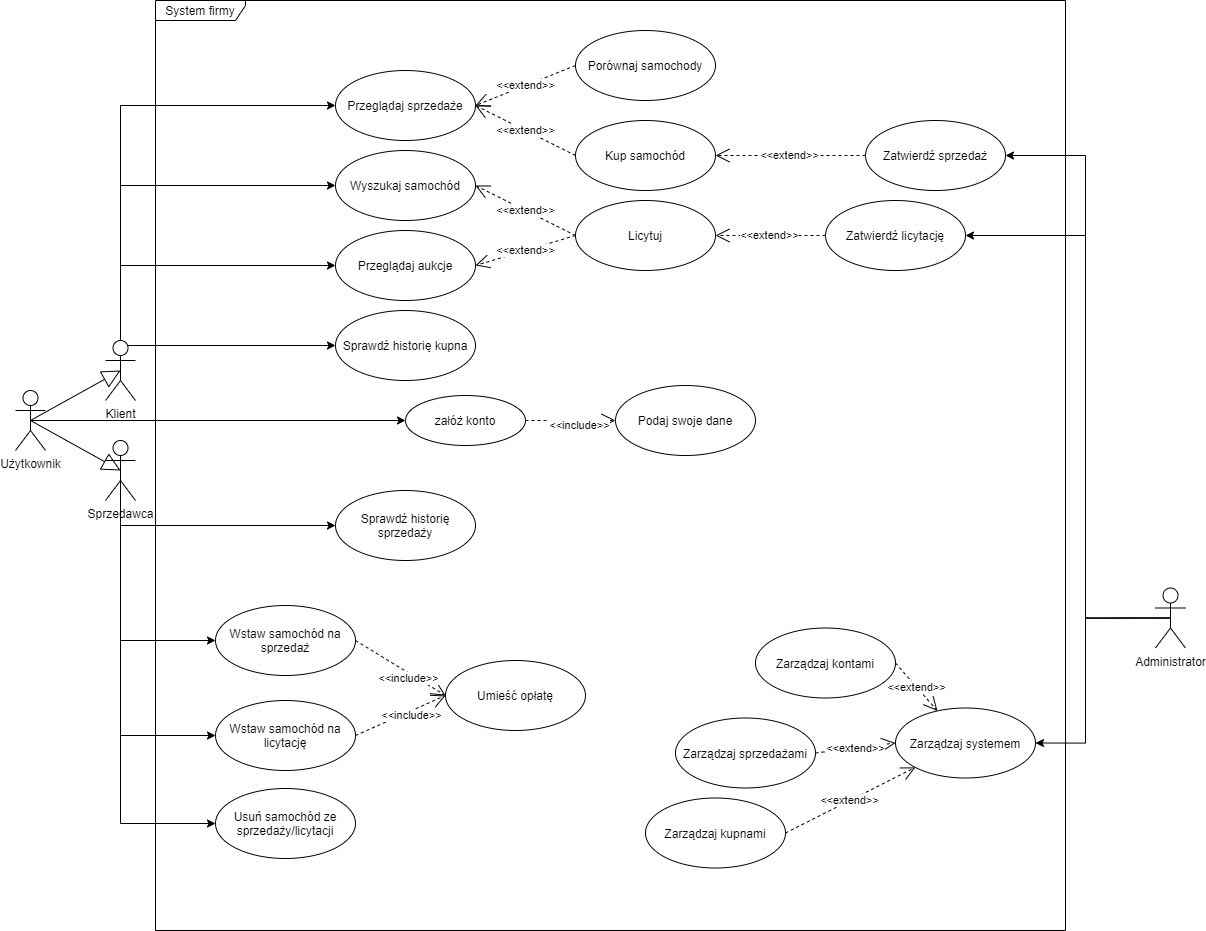 System firmy
Porównaj samochody
<<extend>>
Przeglądaj sprzedaże
<<extend>>
Kup samochód
<<extend>>
Zatwierdź sprzedaż
Wyszukaj samochód
<<extend>>
Licytuj
<<extend>>
Zatwierdź licytację
<<extend>>
Przeglądaj aukcje
Sprawdź historię kupna
Klient
załóż konto
<<include>>
Podaj swoje dane
Użytkownik
Sprzedawca
Sprawdź historię
sprzedaży
Wstaw samochód na
sprzedaż
<<include>>
Umieść opłatę
<<include>>
Wstaw samochód na
licytację
Usuń samochód ze
sprzedaży/licytacji
Zarządzaj kontami
<<extend>>
Administrator
Zarządzaj sprzedażami
<<extend>>
Zarządzaj systemem
<<extend>>
Zarządzaj kupnami